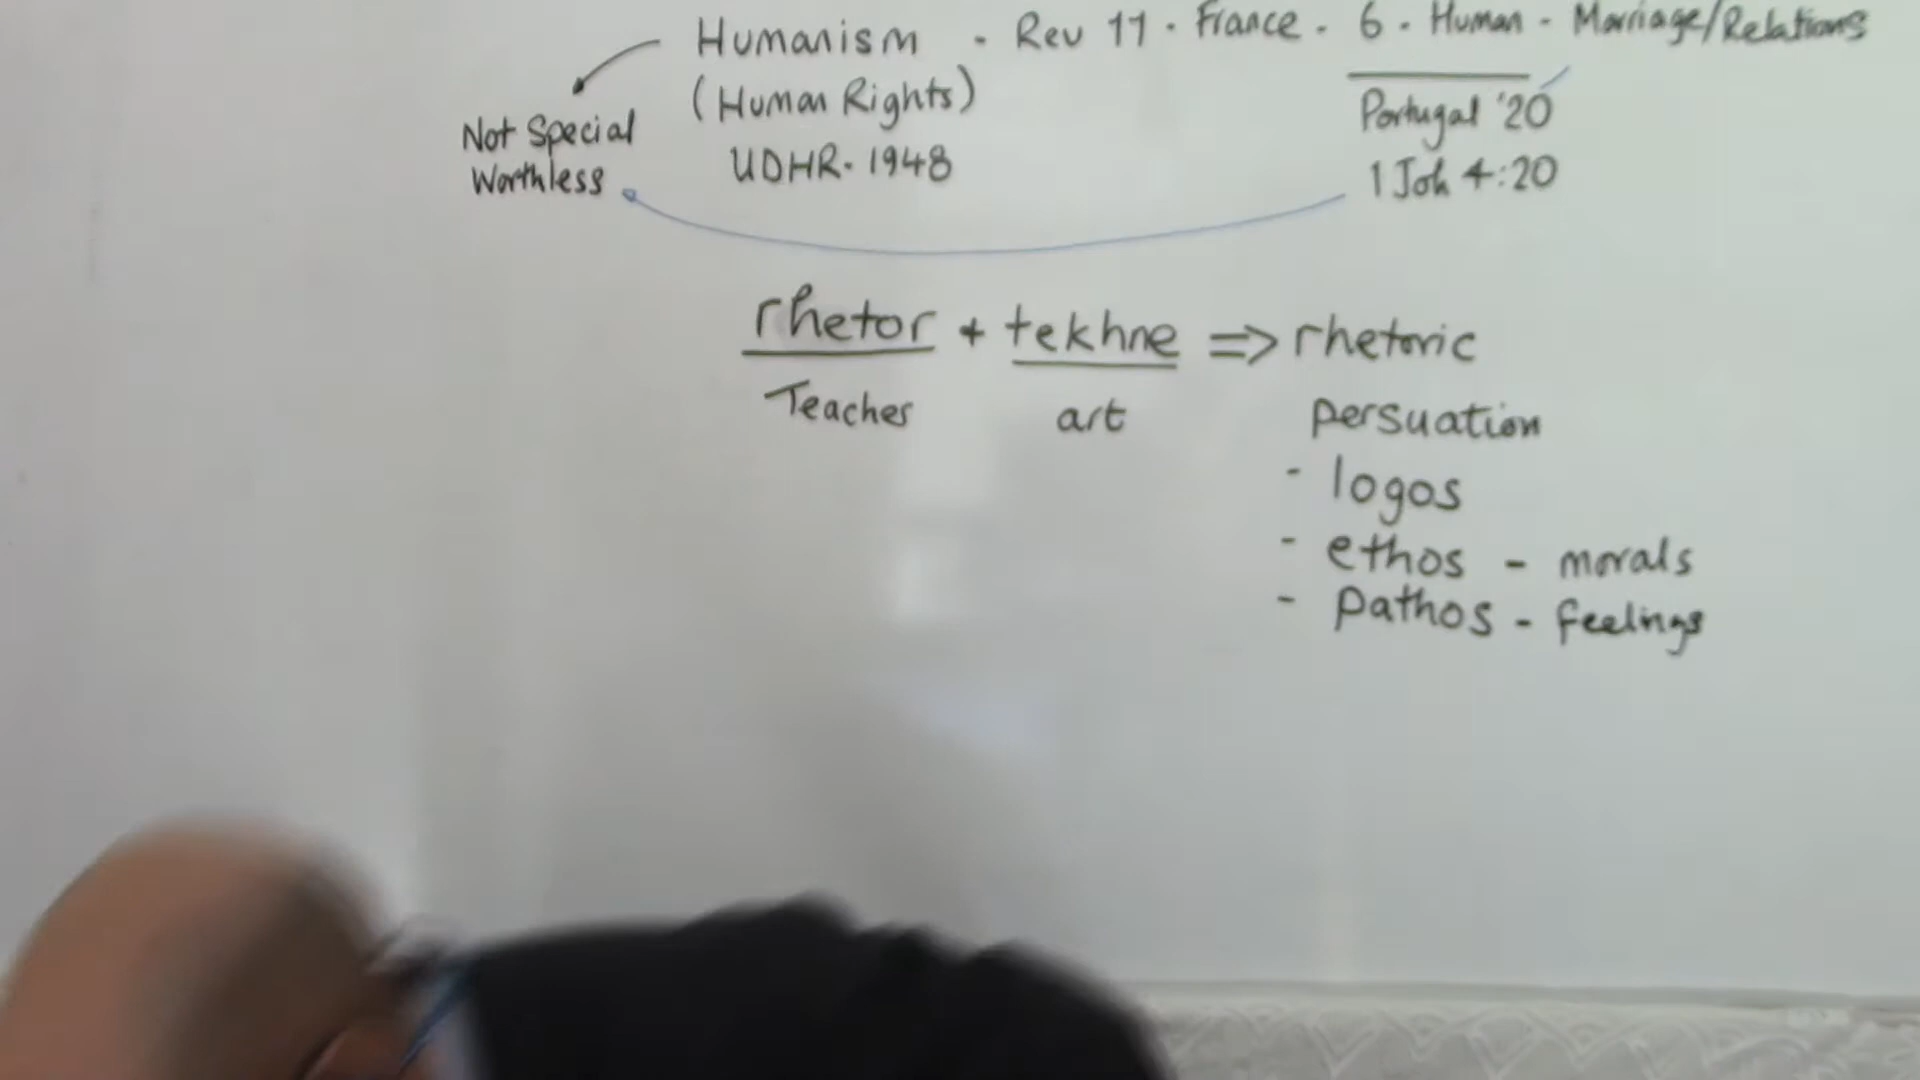 Humanism - Rev 11 - France - 6 - Human - Marriage/Relations
(Human Rights)
UDHR - 1948
Not Special
Worthless
Portugal '20
1 Joh 4:20
rhetor + tekhne => rhetoric
Teacher art persuation
- logos
- ethos - morals
- Pathos - feelings